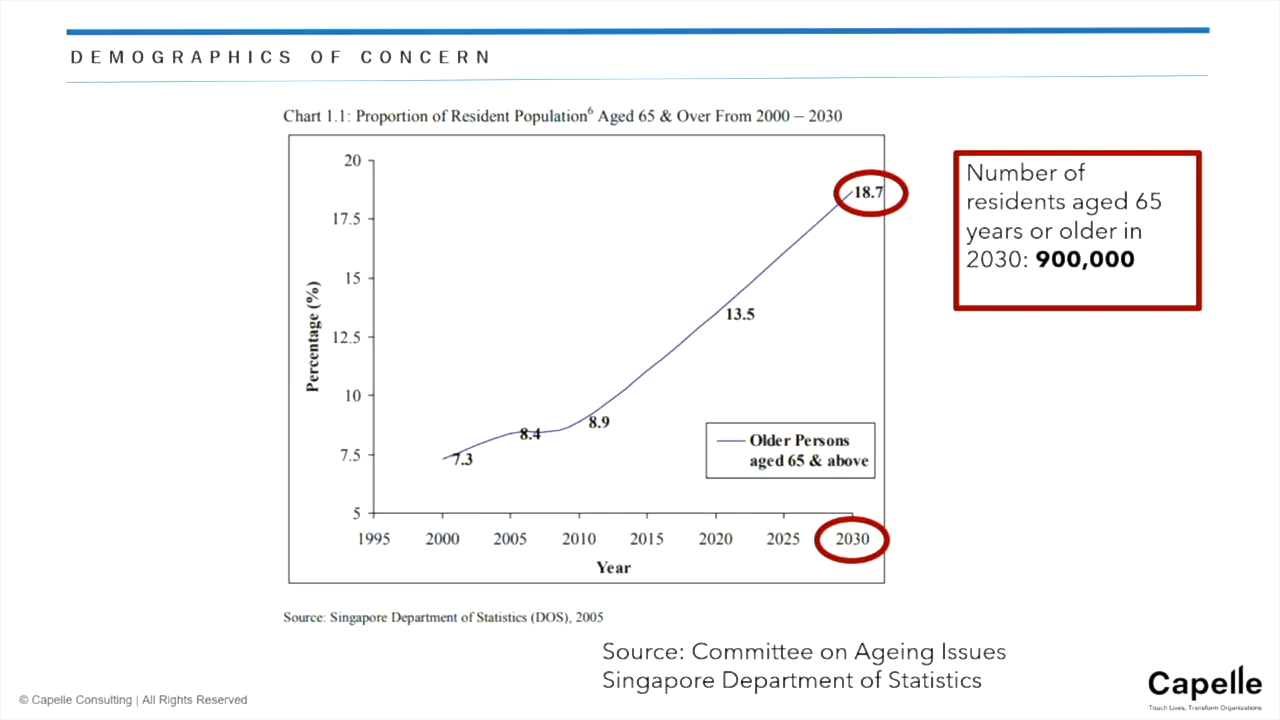 DEMOGRAPHICS OF CONCERN
Chart 1.1: Proportion of Resident Population⁶ Aged 65 & Over From 2000 – 2030
20
17.5
15
12.5
10
7.5
5
Percentage (%)
18.7
13.5
8.9
8.4
7.3
Older Persons
aged 65 & above
1995 2000 2005 2010 2015 2020 2025 2030
Year
Number of
residents aged 65
years or older in
2030: 900,000
Source: Singapore Department of Statistics (DOS), 2005
Source: Committee on Ageing Issues
Singapore Department of Statistics
© Capelle Consulting | All Rights Reserved
Capelle
Touch Lives, Transform Organizations